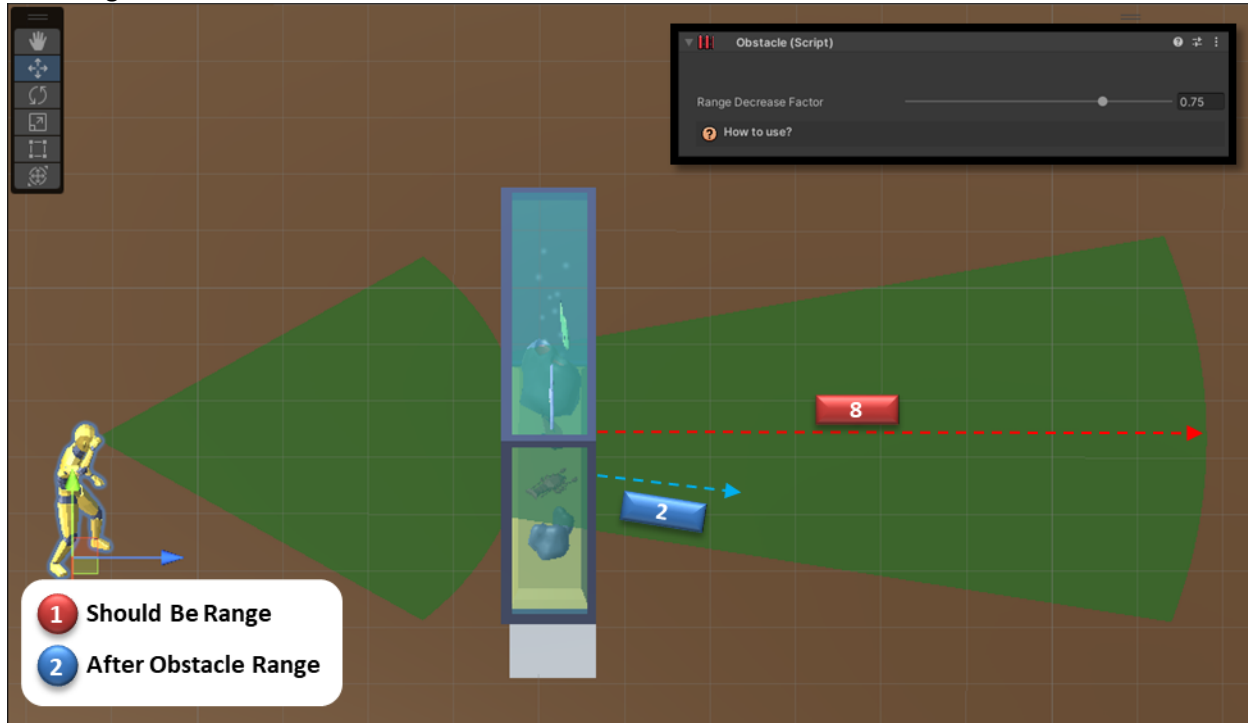 Obstacle (Script)
Range Decrease Factor
0.75
How to use?
8
2
1 Should Be Range
2 After Obstacle Range